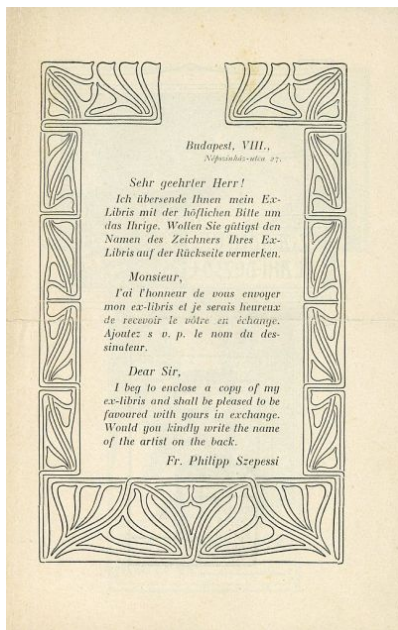 Budapest, VIII.,
Népszinház-utca 27.
Sehr geehrter Herr!
Ich übersende Ihnen mein Ex-
Libris mit der höflichen Bitte um
das Ihrige. Wollen Sie gütigst den
Namen des Zeichners Ihres Ex-
Libris auf der Rückseite vermerken.
Monsieur,
J'ai l'honneur de vous envoyer
mon ex-libris et je serais heureux
de recevoir le vôtre en échange.
Ajoutez s v. p. le nom du des-
sinateur.
Dear Sir,
I beg to enclose a copy of my
ex-libris and shall be pleased to be
favoured with yours in exchange.
Would you kindly write the name
of the artist on the back.
Fr. Philipp Szepessi